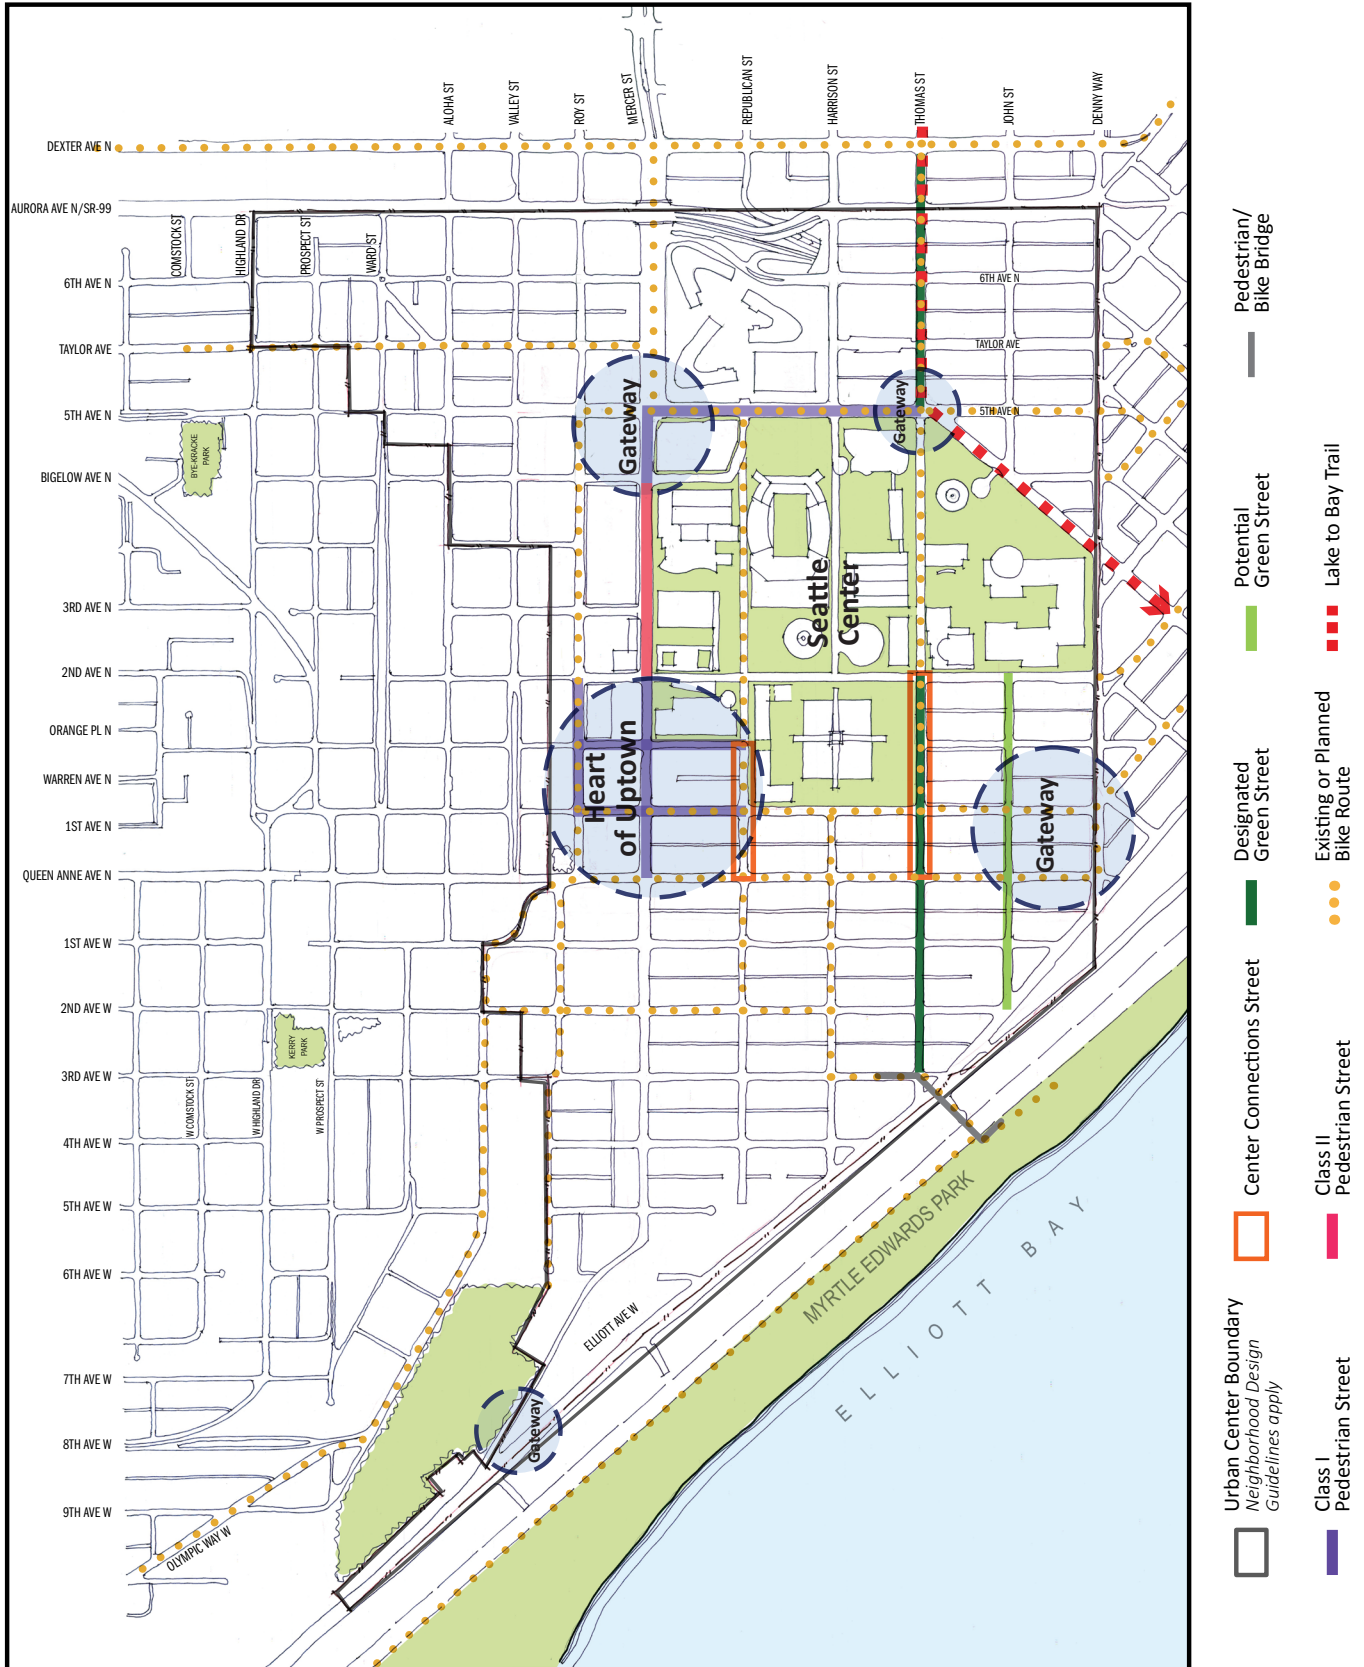 ALOHA ST
VALLEY ST
ROY ST
MERCER ST
REPUBLICAN ST
HARRISON ST
THOMAS ST
JOHN ST
DENNY WAY
DEXTER AVE N
AURORA AVE N/SR-99
COMSTOCK ST
HIGHLAND DR
PROSPECT ST
WARD ST
6TH AVE N
6TH AVE N
TAYLOR AVE
TAYLOR AVE
5TH AVE N
5TH AVE N
Gateway
Gateway
BYE-KRACKE
PARK
BIGELOW AVE N
Seattle
Center
3RD AVE N
2ND AVE N
ORANGE PL N
WARREN AVE N
1ST AVE N
Heart
of Uptown
Gateway
QUEEN ANNE AVE N
1ST AVE W
2ND AVE W
KERRY
PARK
3RD AVE W
W COMSTOCK ST
W HIGHLAND DR
W PROSPECT ST
4TH AVE W
5TH AVE W
6TH AVE W
MYRTLE EDWARDS PARK
ELLIOTT BAY
ELLIOTT AVE W
7TH AVE W
8TH AVE W
Gateway
9TH AVE W
OLYMPIC WAY W
Urban Center Boundary
Neighborhood Design
Guidelines apply
Center Connections Street
Designated
Green Street
Potential
Green Street
Pedestrian/
Bike Bridge
Class I
Pedestrian Street
Class II
Pedestrian Street
Existing or Planned
Bike Route
Lake to Bay Trail